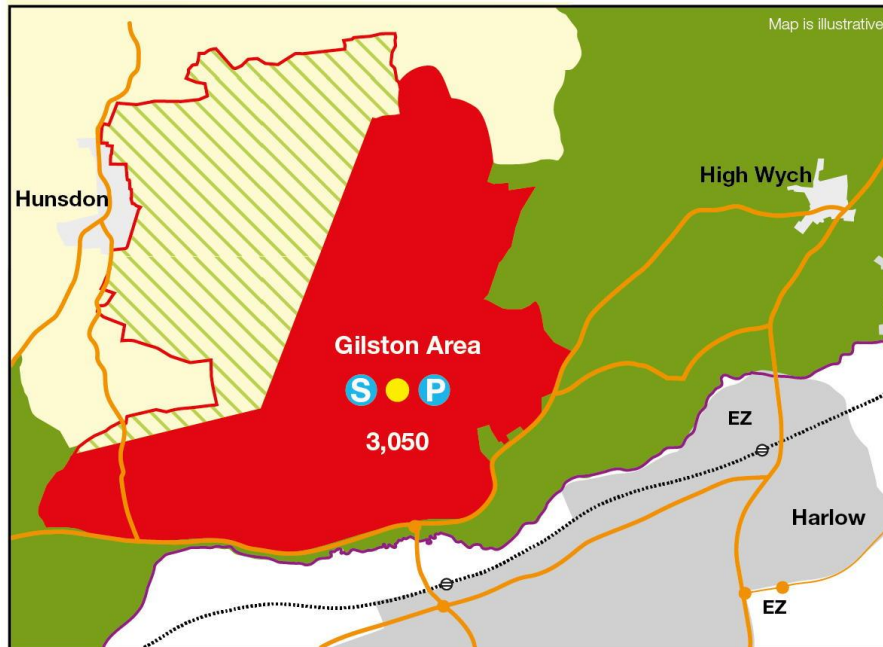 Map is illustrative
High Wych
Hunsdon
Gilston Area
S P
3,050
EZ
Harlow
EZ